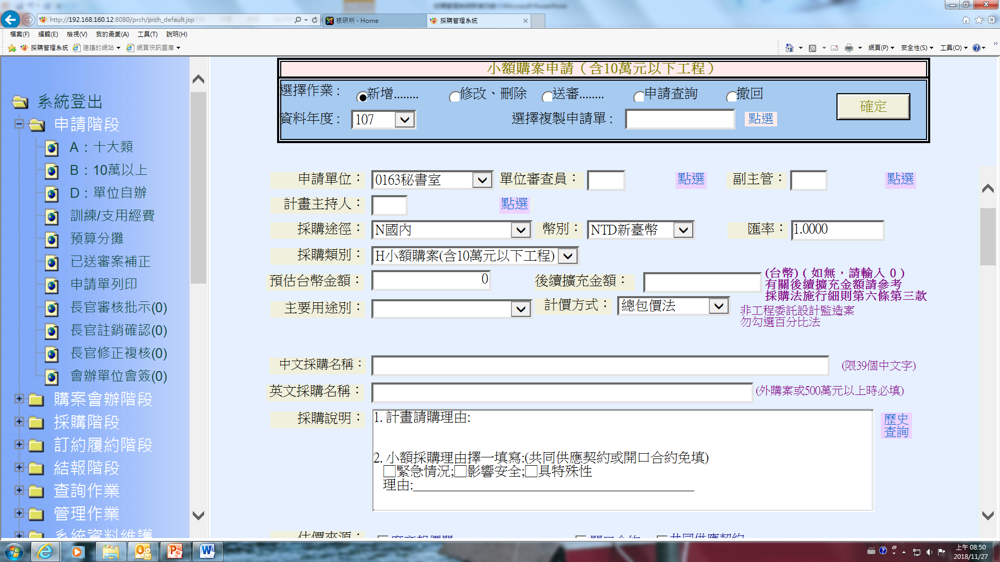 http://192.168.160.12:8080/prch/prch_default.jsp
核研所 - Home
採購管理系統
檔案(F) 編輯(E) 檢視(V) 我的最愛(A) 工具(T) 說明(H)
採購管理系統 建議的網站 網頁快訊圖庫
網頁(P) 安全性(S) 工具(O)
系統登出
申請階段
A：十大類
B：10萬以上
D：單位自辦
訓練/支用經費
預算分攤
已送審案補正
申請單列印
長官審核批示(0)
長官註銷確認(0)
長官修正複核(0)
會辦單位會簽(0)
購案會辦階段
採購階段
訂約履約階段
結報階段
查詢作業
管理作業
系統資料維護
小額購案申請（含10萬元以下工程）
選擇作業： 新增........ 修改、刪除 送審........ 申請查詢 撤回
確定
資料年度： 107 選擇複製申請單： 點選
申請單位： 0163秘書室 單位審查員： 點選 副主管： 點選
計畫主持人： 點選
採購途徑： N國內 幣別： NTD新臺幣 匯率： 1.0000
採購類別： H小額購案(含10萬元以下工程)
預估台幣金額： 0 後續擴充金額： (台幣)（如無，請輸入 0）
有關後續擴充金額請參考
採購法施行細則第六條第三款
主要用途別： 計價方式： 總包價法 非工程委託設計監造案
勿勾選百分比法
中文採購名稱： (限39個中文字)
英文採購名稱： (外購案或500萬元以上時必填)
採購說明： 1. 計畫請購理由:
歷史
查詢
2. 小額採購理由擇一填寫:(共同供應契約或開口合約免填)
□緊急情況;□影響安全;□具特殊性
理由:
估價來源： 廠商報價單 開口合約 共同供應契約
上午 08:50
2018/11/27